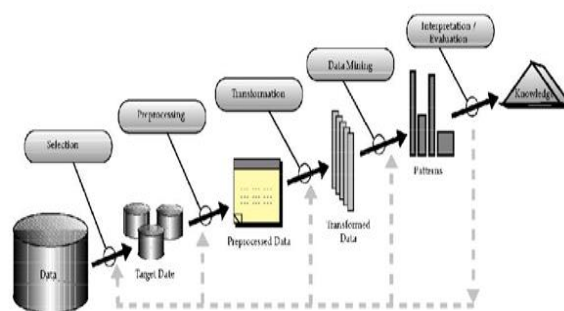 Interpretation /
Evaluation
Data Mining
Transformation
Preprocessing
Selection
Knowledge
Patterns
Transformed
Data
Preprocessed Data
Target Date
Data